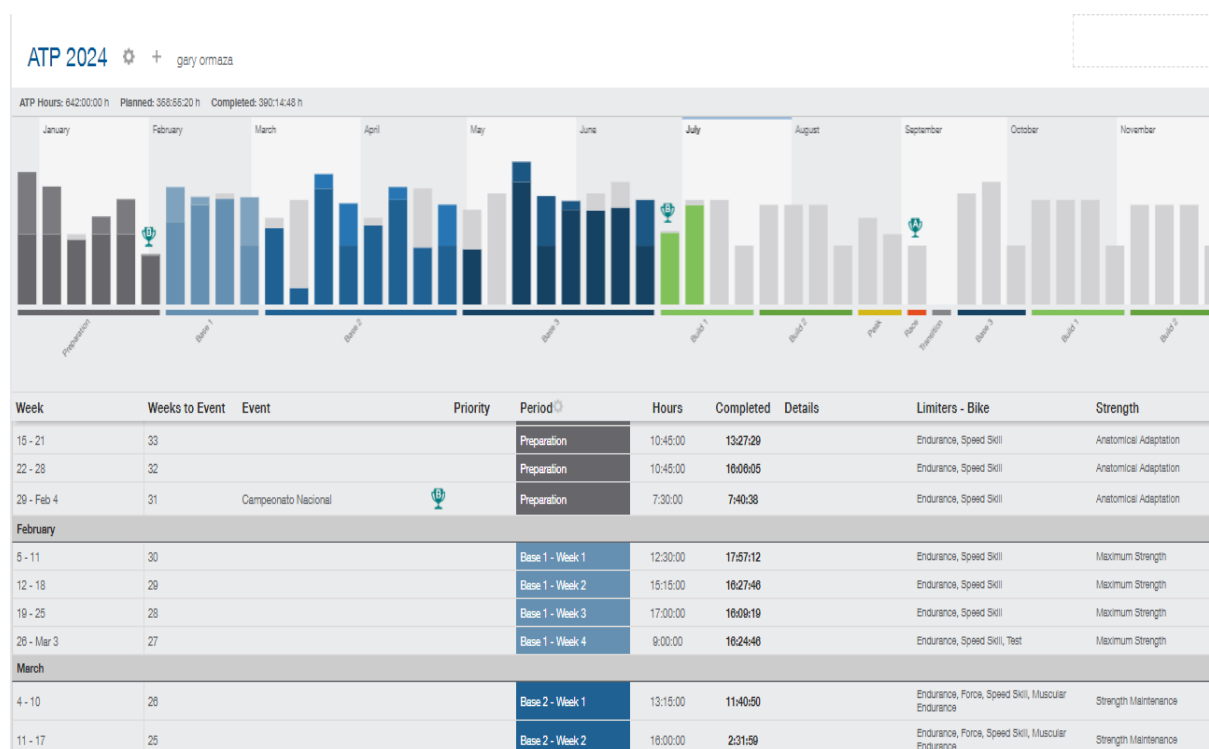 ATP 2024 + gary ormaza
ATP Hours: 642:00:00 h Planned: 358:55:20 h Completed: 390:14:48 h
January February March April May June July August September October November
B B A
Preparation Base 1 Base 2 Base 3 Build 1 Build 2 Peak Race Transition Base 3 Build 1 Build 2
Week Weeks to Event Event Priority Period Hours Completed Details Limiters - Bike Strength
15 - 21 33 Preparation 10:45:00 13:27:29 Endurance, Speed Skill Anatomical Adaptation
22 - 28 32 Preparation 10:45:00 16:06:05 Endurance, Speed Skill Anatomical Adaptation
29 - Feb 4 31 Campeonato Nacional B Preparation 7:30:00 7:40:38 Endurance, Speed Skill Anatomical Adaptation
February
5 - 11 30 Base 1 - Week 1 12:30:00 17:57:12 Endurance, Speed Skill Maximum Strength
12 - 18 29 Base 1 - Week 2 15:15:00 16:27:46 Endurance, Speed Skill Maximum Strength
19 - 25 28 Base 1 - Week 3 17:00:00 16:09:19 Endurance, Speed Skill Maximum Strength
26 - Mar 3 27 Base 1 - Week 4 9:00:00 16:24:46 Endurance, Speed Skill, Test Maximum Strength
March
4 - 10 26 Base 2 - Week 1 13:15:00 11:40:50 Endurance, Force, Speed Skill, Muscular Endurance Strength Maintenance
11 - 17 25 Base 2 - Week 2 16:00:00 2:31:59 Endurance, Force, Speed Skill, Muscular Endurance Strength Maintenance